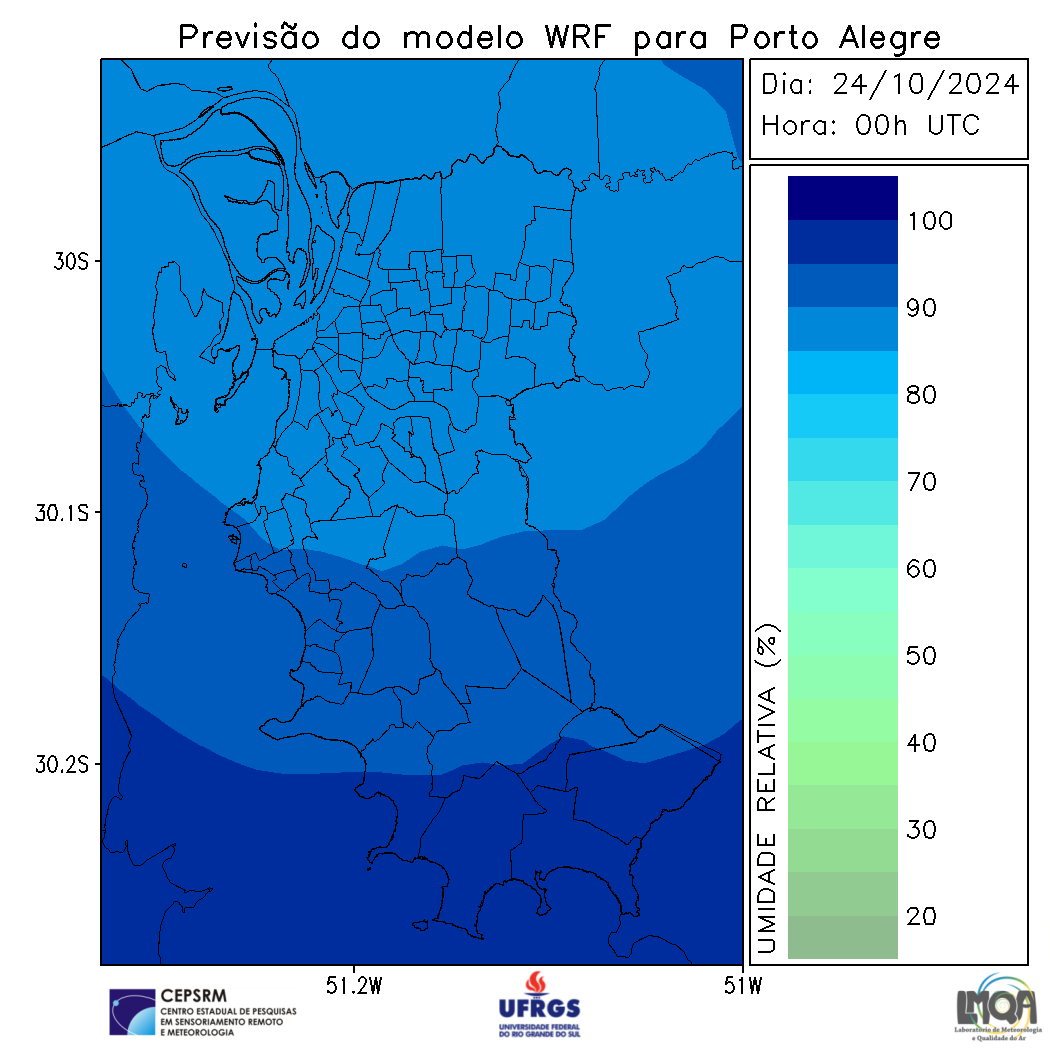 Previsão do modelo WRF para Porto Alegre
Dia: 24/10/2024
Hora: 00h UTC
30S
30.1S
30.2S
51.2W
51W
100
90
80
70
60
50
40
30
20
UMIDADE RELATIVA (%)
CEPSRM
CENTRO ESTADUAL DE PESQUISAS
EM SENSORIAMENTO REMOTO
E METEOROLOGIA
UFRGS
UNIVERSIDADE FEDERAL
DO RIO GRANDE DO SUL
LMQA
Laboratório de Meteorologia
e Qualidade do Ar